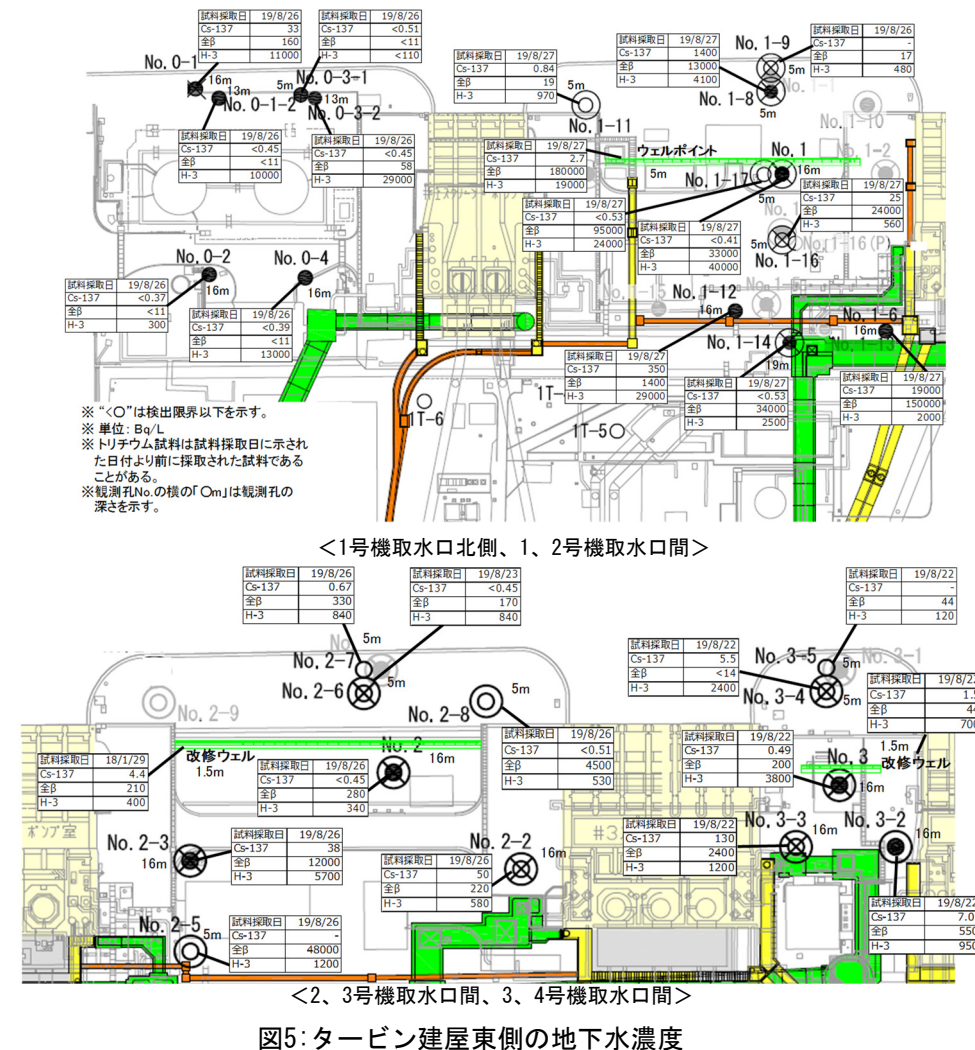 試料採取日 19/8/26
Cs-137 33
全β 160
H-3 11000
試料採取日 19/8/26
Cs-137 <0.51
全β <11
H-3 <110
試料採取日 19/8/27
Cs-137 0.84
全β 19
H-3 970
試料採取日 19/8/27
Cs-137 1400
全β 13000
H-3 4100
試料採取日 19/8/26
Cs-137 -
全β 17
H-3 480
No. 0-1
16m
No. 0-1-2
13m
No. 0-3-1
5m
No. 0-3-2
13m
No. 1-11
5m
No. 1-9
5m
No. 1-8
5m
No. 1-10
試料採取日 19/8/26
Cs-137 <0.45
全β <11
H-3 10000
試料採取日 19/8/26
Cs-137 <0.45
全β 58
H-3 29000
試料採取日 19/8/27
Cs-137 2.7
全β 180000
H-3 19000
ウェルポイント
5m
No. 1
16m
No. 1-17
No. 1-2
試料採取日 19/8/27
Cs-137 <0.53
全β 95000
H-3 24000
試料採取日 19/8/27
Cs-137 <0.41
全β 33000
H-3 40000
試料採取日 19/8/27
Cs-137 25
全β 24000
H-3 560
5m
No. 1-16
No. 1-16(P)
No. 0-2
16m
No. 0-4
16m
試料採取日 19/8/26
Cs-137 <0.37
全β <11
H-3 300
試料採取日 19/8/26
Cs-137 <0.39
全β <11
H-3 13000
No. 1-12
16m
No. 1-14
19m
No. 1-6
16m
No. 1-13
試料採取日 19/8/27
Cs-137 350
全β 1400
H-3 29000
試料採取日 19/8/27
Cs-137 <0.53
全β 34000
H-3 2500
試料採取日 19/8/27
Cs-137 19000
全β 150000
H-3 2000
1T-6
1T-5
※ “<○”は検出限界以下を示す。
※ 単位: Bq/L
※ トリチウム試料は試料採取日に示され
た日付より前に採取された試料である
ことがある。
※観測孔No.の横の「○m」は観測孔の
深さを示す。
<1号機取水口北側、1、2号機取水口間>
試料採取日 19/8/26
Cs-137 0.67
全β 330
H-3 840
試料採取日 19/8/23
Cs-137 <0.45
全β 170
H-3 840
試料採取日 19/8/22
Cs-137 -
全β 44
H-3 120
試料採取日 19/8/22
Cs-137 5.5
全β <14
H-3 2400
No. 2-7
5m
No. 2-6
5m
No. 2-8
5m
No. 2-9
No. 3-5
5m
No. 3-4
5m
試料採取日 18/1/29
Cs-137 4.4
全β 210
H-3 400
改修ウェル
1.5m
No. 2
16m
試料採取日 19/8/26
Cs-137 <0.45
全β 280
H-3 340
試料採取日 19/8/26
Cs-137 <0.51
全β 4500
H-3 530
試料採取日 19/8/22
Cs-137 0.49
全β 200
H-3 3800
No. 3
16m
1.5m
改修ウェル
ポンプ室
No. 2-3
16m
試料採取日 19/8/26
Cs-137 38
全β 12000
H-3 5700
No. 2-2
16m
試料採取日 19/8/26
Cs-137 50
全β 220
H-3 580
試料採取日 19/8/22
Cs-137 130
全β 2400
H-3 1200
No. 3-3
16m
No. 3-2
16m
No. 2-5
5m
試料採取日 19/8/26
Cs-137 -
全β 48000
H-3 1200
試料採取日 19/8/22
Cs-137
全β
H-3
<2、3号機取水口間、3、4号機取水口間>
図5:タービン建屋東側の地下水濃度